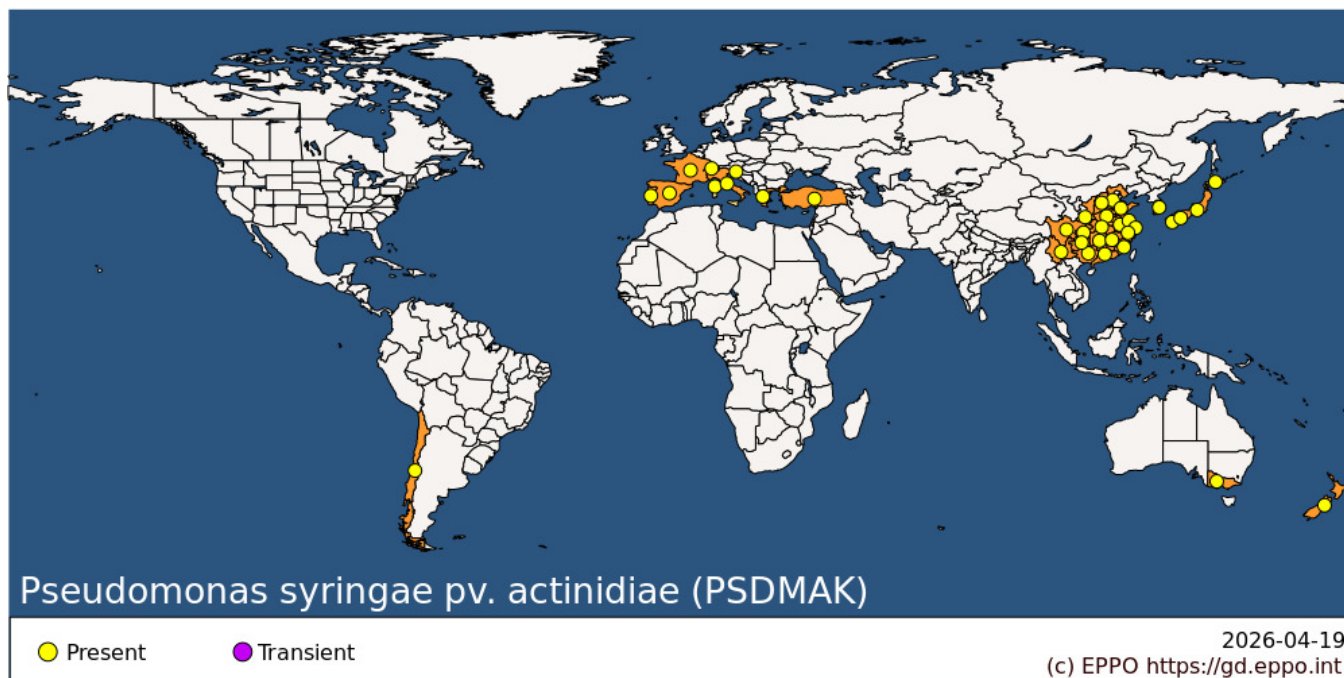 Pseudomonas syringae pv. actinidiae (PSDMAK)
Present
Transient
2026-04-19
(c) EPPO https://gd.eppo.int